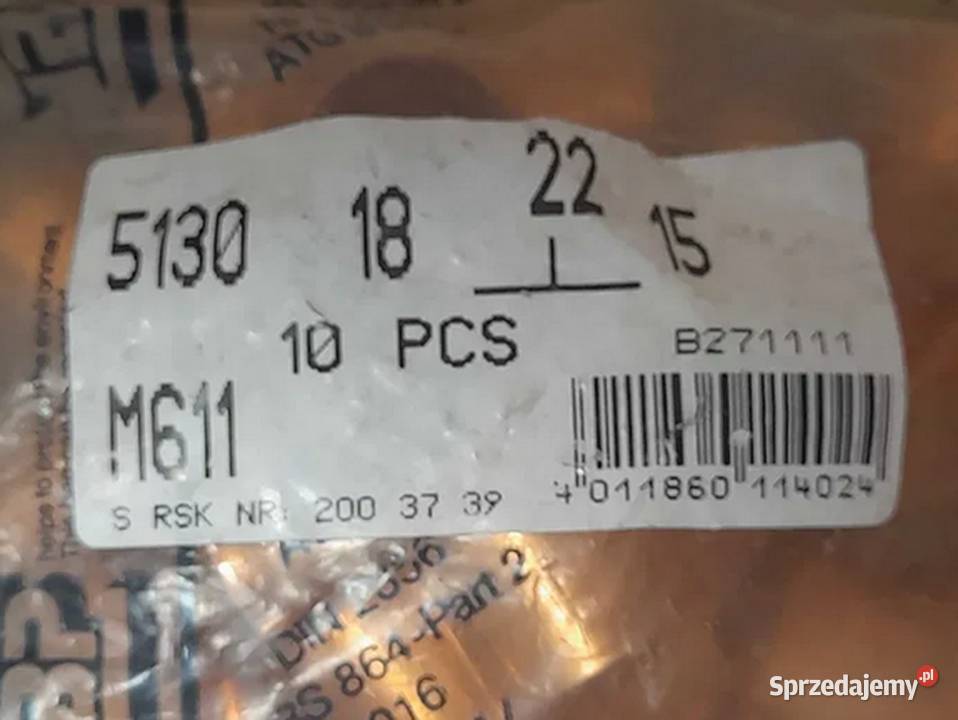 5130 18 22 15
10 PCS B271111
M611
S RSK NR: 200 37 39 4 011860 114024
864-Part 2
016
Sprzedajemy.pl